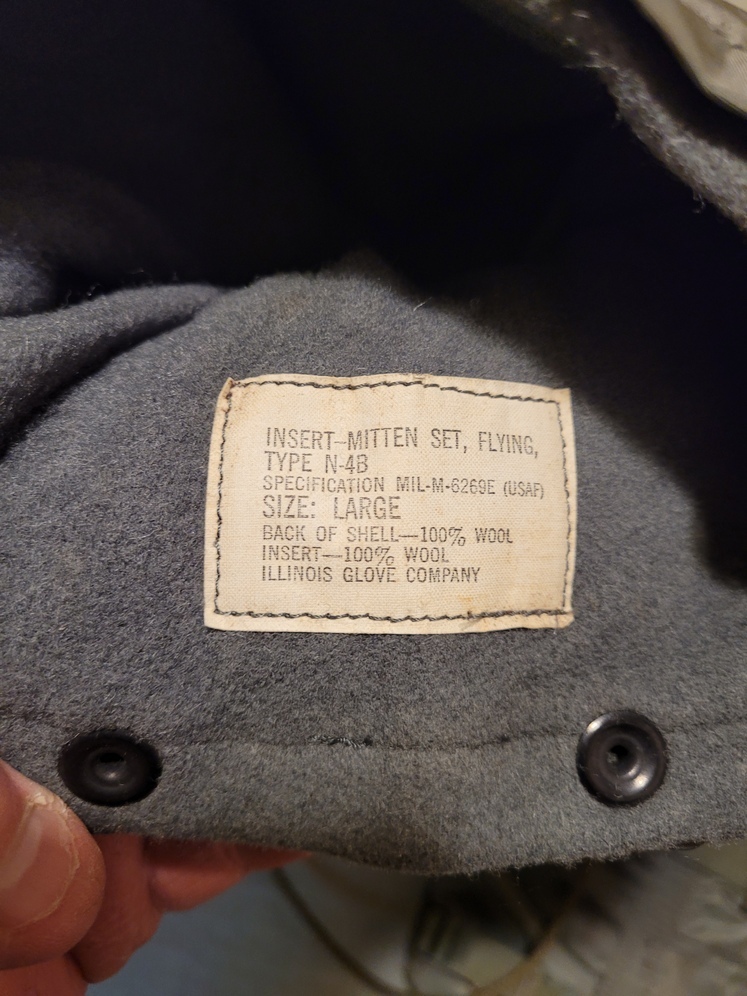 INSERT—MITTEN SET, FLYING,
TYPE N-4B
SPECIFICATION MIL-M-6269E (USAF)
SIZE: LARGE
BACK OF SHELL—100% WOOL
INSERT—100% WOOL
ILLINOIS GLOVE COMPANY